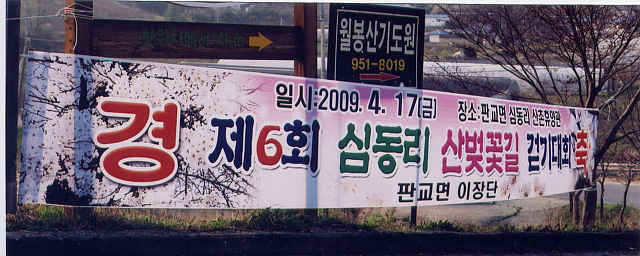 월봉산기도원
951-8019
일시:2009. 4. 17(금) 장소:판교면 심동리 산촌휴양관
경 제6회 심동리 산벚꽃길 걷기대회 축
판교면 이장단